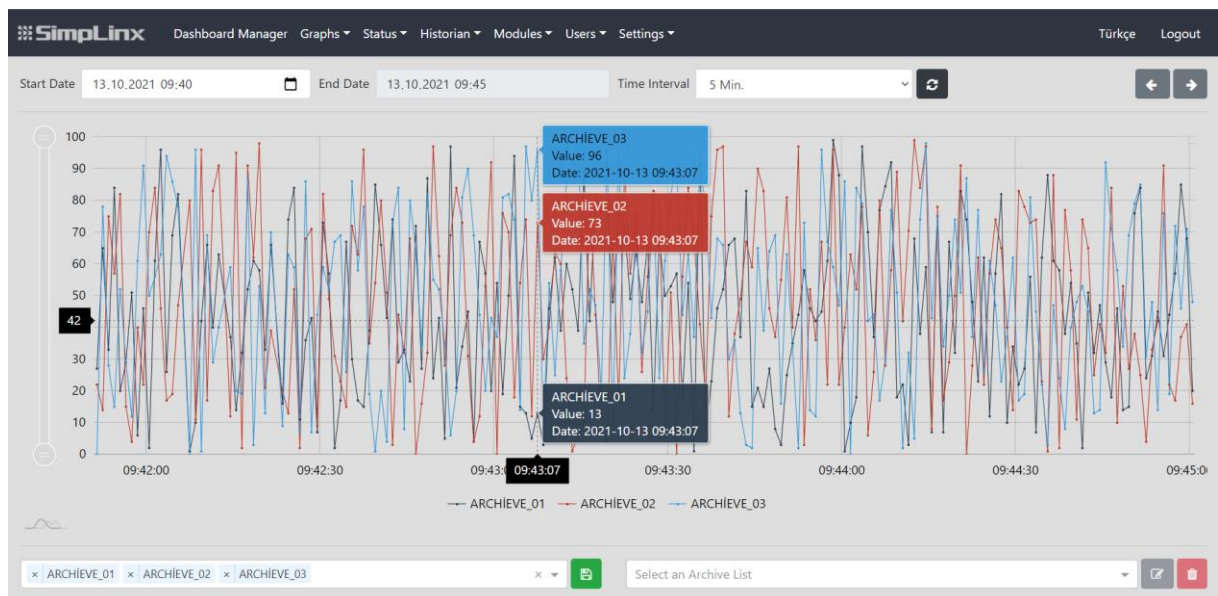 SimpLinx Dashboard Manager Graphs Status Historian Modules Users Settings Türkçe Logout
Start Date 13.10.2021 09:40 End Date 13.10.2021 09:45 Time Interval 5 Min.
100
90
80
70
60
50
42
30
20
10
0
ARCHİEVE_03
Value: 96
Date: 2021-10-13 09:43:07
ARCHİEVE_02
Value: 73
Date: 2021-10-13 09:43:07
ARCHİEVE_01
Value: 13
Date: 2021-10-13 09:43:07
09:42:00 09:42:30 09:43:0 09:43:07 09:43:30 09:44:00 09:44:30 09:45:0
ARCHİEVE_01 ARCHİEVE_02 ARCHİEVE_03
× ARCHİEVE_01 × ARCHİEVE_02 × ARCHİEVE_03 × Select an Archive List